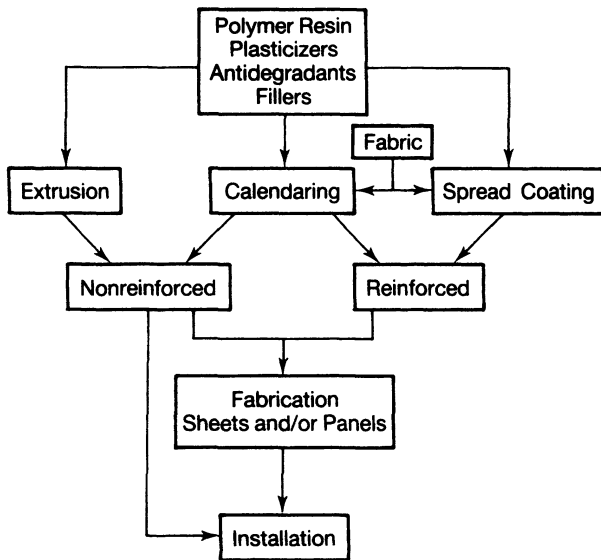 Polymer Resin
Plasticizers
Antidegradants
Fillers
Fabric
Extrusion
Calendaring
Spread Coating
Nonreinforced
Reinforced
Fabrication
Sheets and/or Panels
Installation